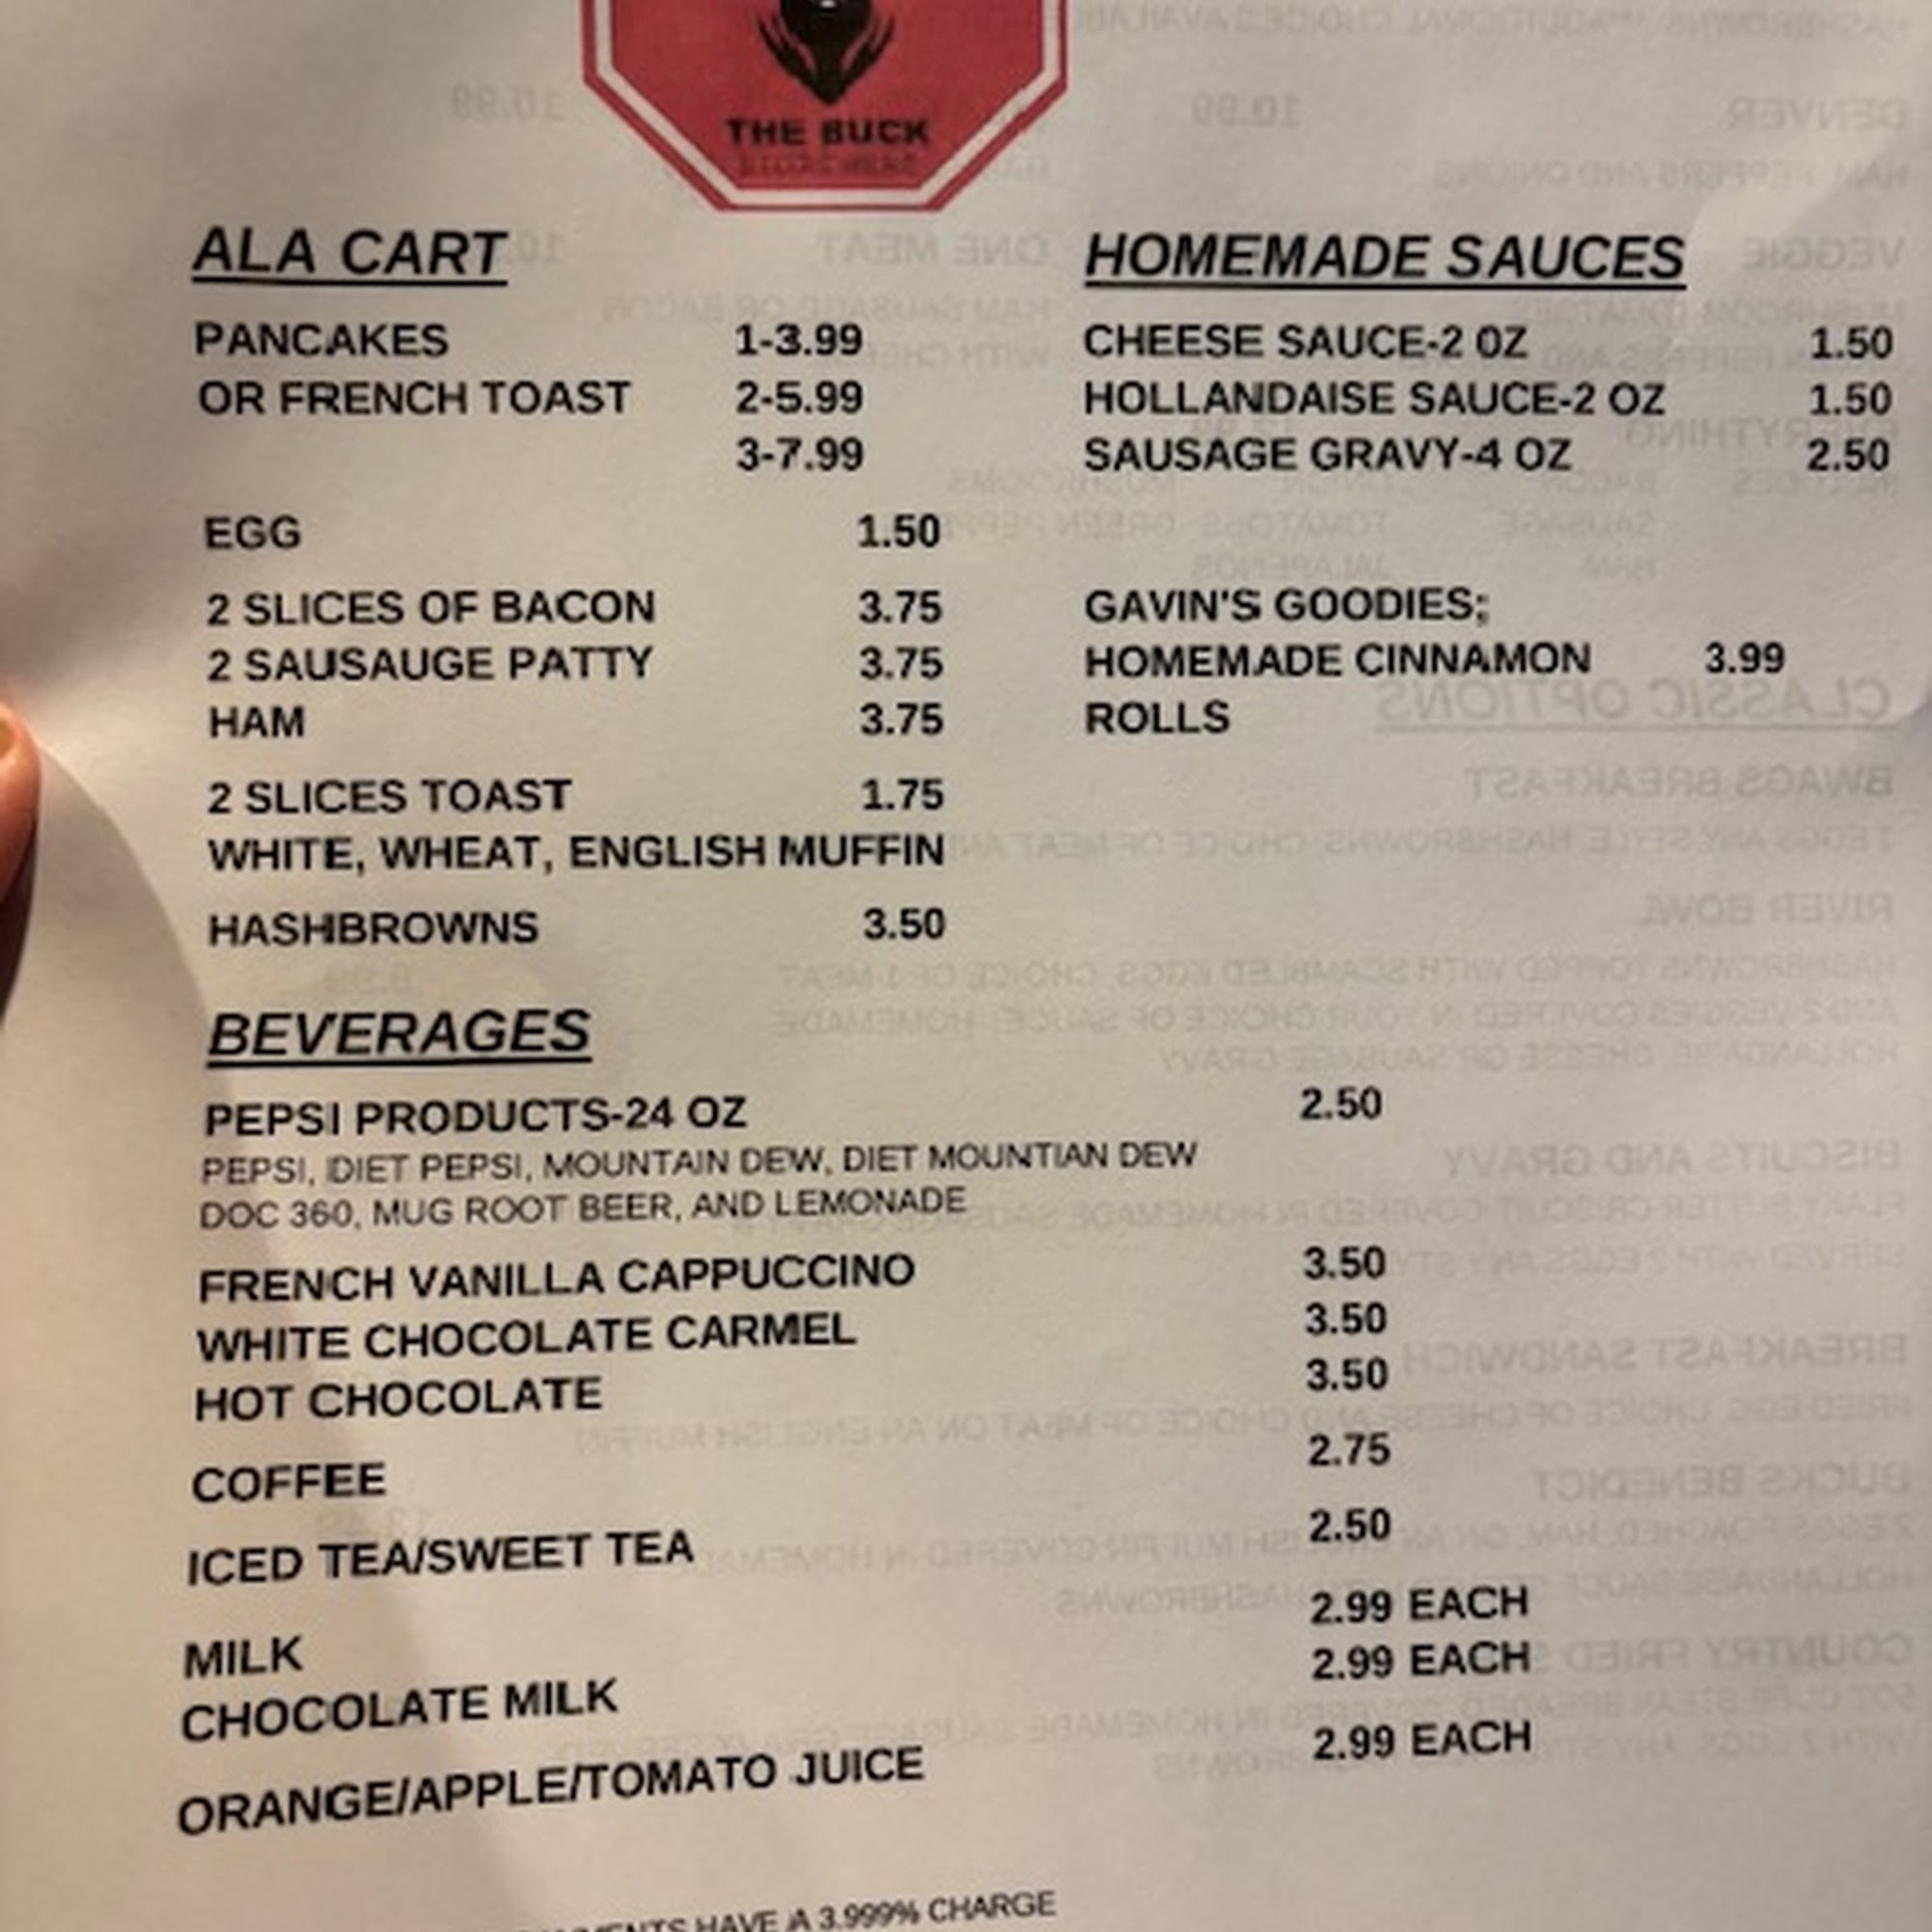 THE BUCK
STOPS HERE
ALA CART
PANCAKES 1-3.99
OR FRENCH TOAST 2-5.99
3-7.99
EGG 1.50
2 SLICES OF BACON 3.75
2 SAUSAUGE PATTY 3.75
HAM 3.75
2 SLICES TOAST 1.75
WHITE, WHEAT, ENGLISH MUFFIN
HASHBROWNS 3.50
HOMEMADE SAUCES
CHEESE SAUCE-2 OZ 1.50
HOLLANDAISE SAUCE-2 OZ 1.50
SAUSAGE GRAVY-4 OZ 2.50
GAVIN'S GOODIES;
HOMEMADE CINNAMON 3.99
ROLLS
BEVERAGES
PEPSI PRODUCTS-24 OZ 2.50
PEPSI, DIET PEPSI, MOUNTAIN DEW, DIET MOUNTIAN DEW
DOC 360, MUG ROOT BEER, AND LEMONADE
FRENCH VANILLA CAPPUCCINO 3.50
WHITE CHOCOLATE CARMEL 3.50
HOT CHOCOLATE 3.50
COFFEE 2.75
ICED TEA/SWEET TEA 2.50
MILK 2.99 EACH
CHOCOLATE MILK 2.99 EACH
ORANGE/APPLE/TOMATO JUICE 2.99 EACH
HAVE A 3.999% CHARGE